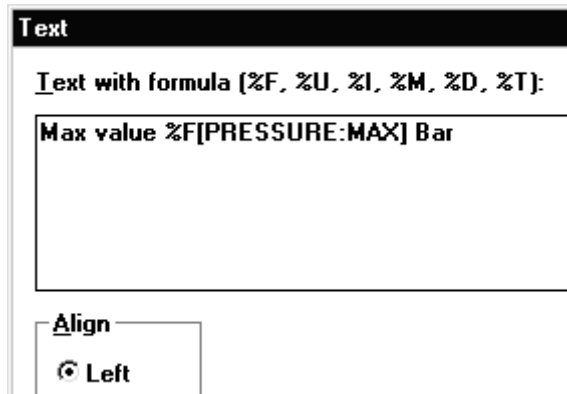 Text
Text with formula (%F, %U, %I, %M, %D, %T):
Max value %F[PRESSURE:MAX] Bar
Align
Left